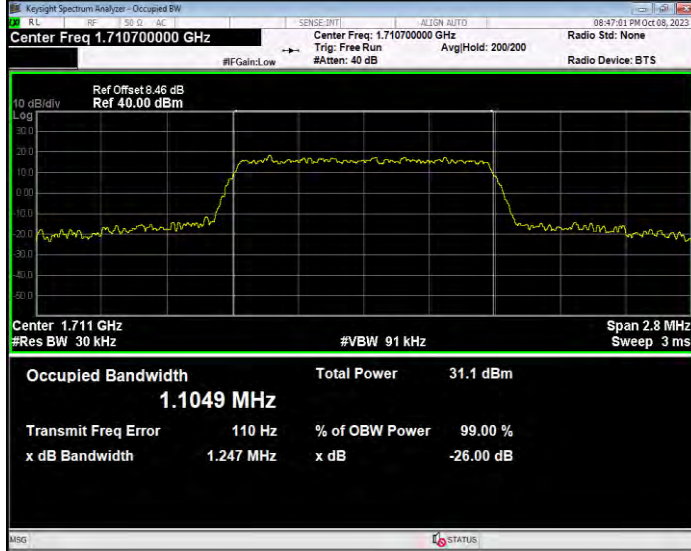 Keysight Spectrum Analyzer - Occupied BW
RL RF 50 Ω AC SENSE:INT ALIGN AUTO 08:47:01 PM Oct 08, 2023
Center Freq 1.710700000 GHz Center Freq: 1.710700000 GHz Radio Std: None
Trig: Free Run Avg|Hold: 200/200
#IFGain:Low #Atten: 40 dB Radio Device: BTS
Ref Offset 8.46 dB
10 dB/div Ref 40.00 dBm
Log
30.0
20.0
10.0
0.00
-10.0
-20.0
-30.0
-40.0
-50.0
Center 1.711 GHz Span 2.8 MHz
#Res BW 30 kHz #VBW 91 kHz Sweep 3 ms
Occupied Bandwidth Total Power 31.1 dBm
1.1049 MHz
Transmit Freq Error 110 Hz % of OBW Power 99.00 %
x dB Bandwidth 1.247 MHz x dB -26.00 dB
MSG STATUS